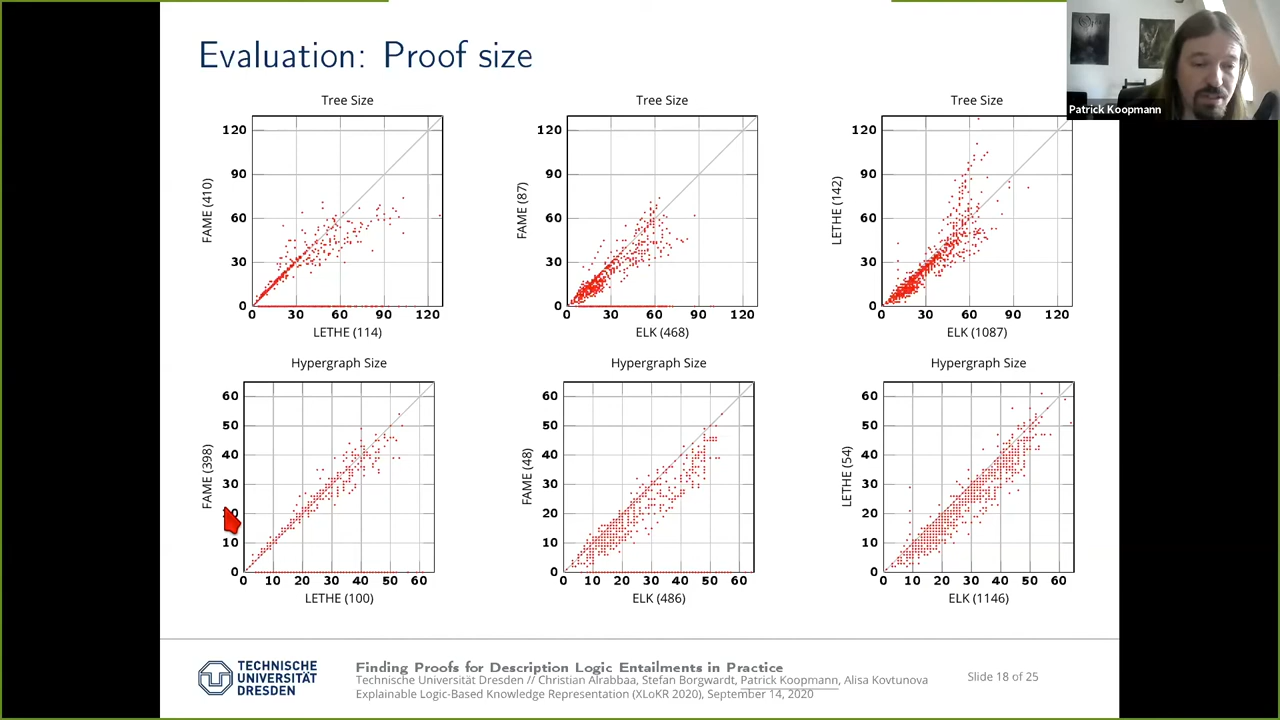 Evaluation: Proof size
Patrick Koopmann
Tree Size
120
90
60
30
0
FAME (410)
0 30 60 90 120
LETHE (114)
Tree Size
120
90
60
30
0
FAME (87)
0 30 60 90 120
ELK (468)
Tree Size
120
90
60
30
0
LETHE (142)
0 30 60 90 120
ELK (1087)
Hypergraph Size
60
50
40
30
20
10
0
FAME (398)
0 10 20 30 40 50 60
LETHE (100)
Hypergraph Size
60
50
40
30
20
10
0
FAME (48)
0 10 20 30 40 50 60
ELK (486)
Hypergraph Size
60
50
40
30
20
10
0
LETHE (54)
0 10 20 30 40 50 60
ELK (1146)
TECHNISCHE
UNIVERSITÄT
DRESDEN
Finding Proofs for Description Logic Entailments in Practice
Technische Universität Dresden // Christian Alrabbaa, Stefan Borgwardt, Patrick Koopmann, Alisa Kovtunova
Explainable Logic-Based Knowledge Representation (XLoKR 2020), September 14, 2020
Slide 18 of 25